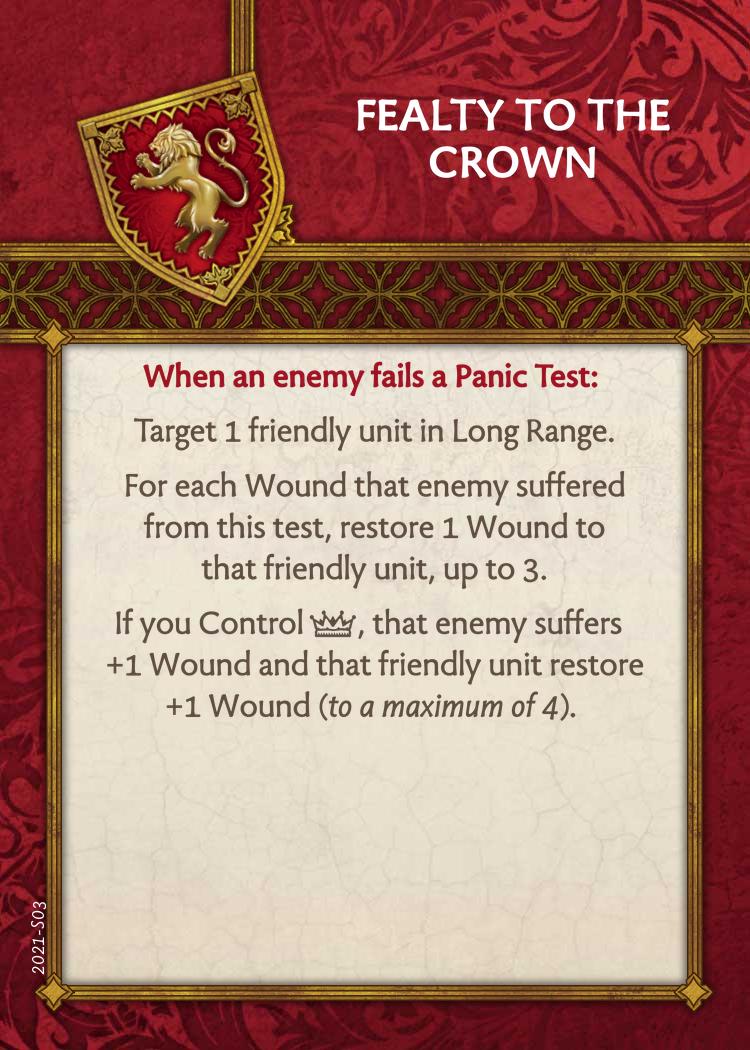 FEALTY TO THE
CROWN
When an enemy fails a Panic Test:
Target 1 friendly unit in Long Range.
For each Wound that enemy suffered
from this test, restore 1 Wound to
that friendly unit, up to 3.
If you Control , that enemy suffers
+1 Wound and that friendly unit restore
+1 Wound (to a maximum of 4).
2021-S03